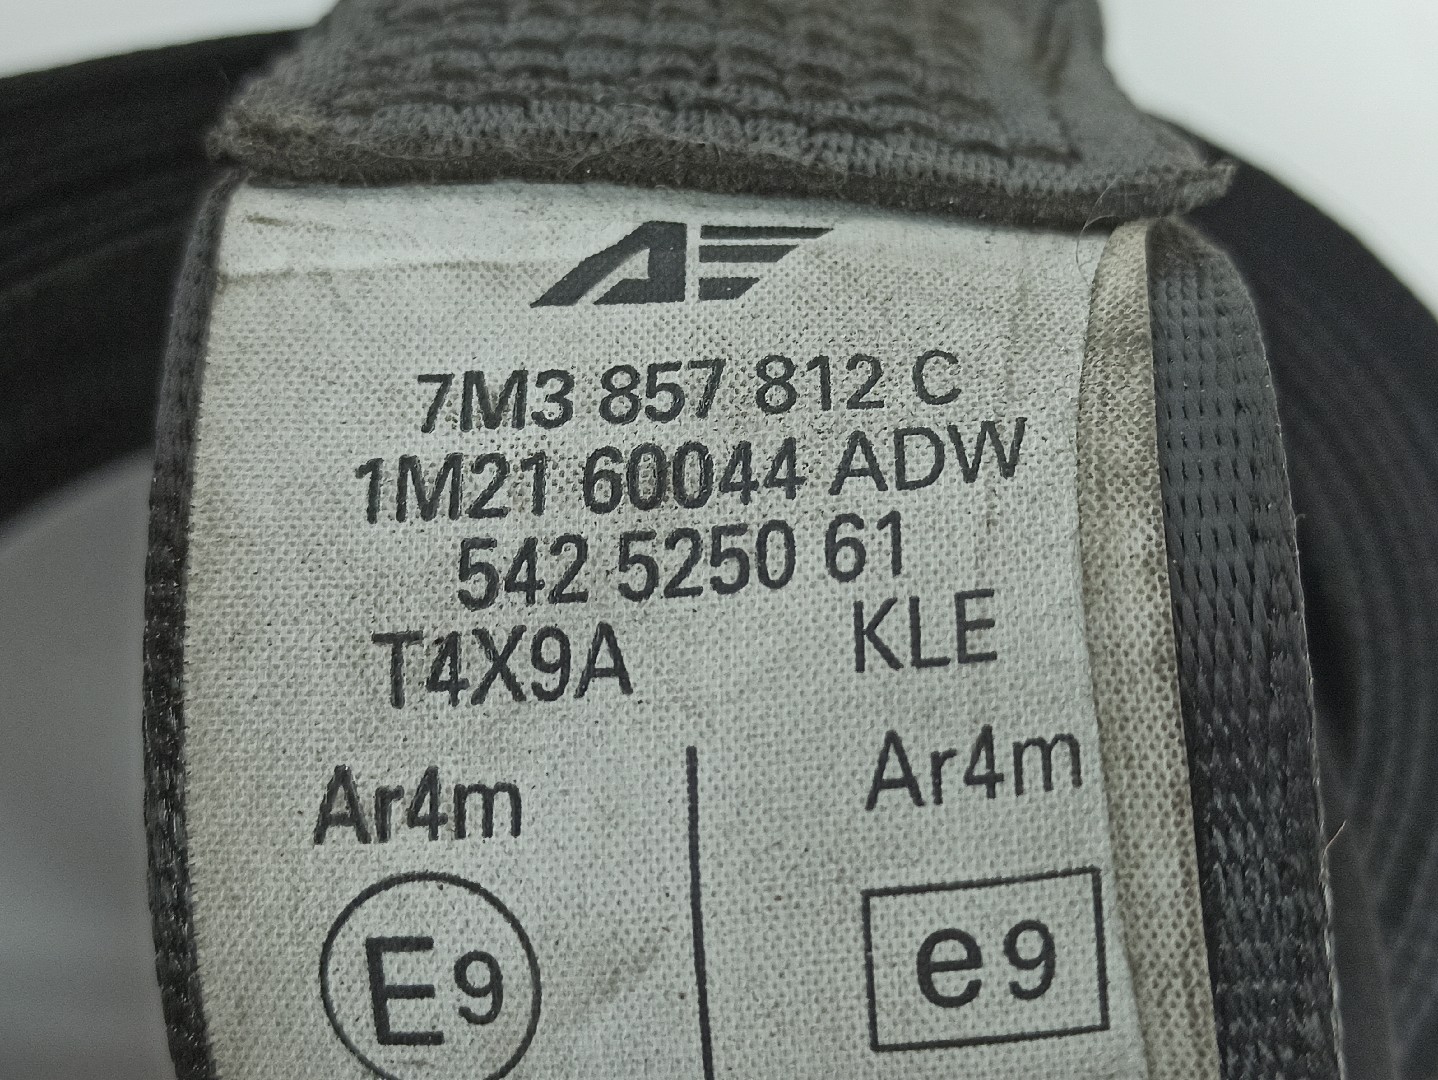 7M3 857 812 C
1M21 60044 ADW
542 5250 61
T4X9A KLE
Ar4m Ar4m
E9 e9